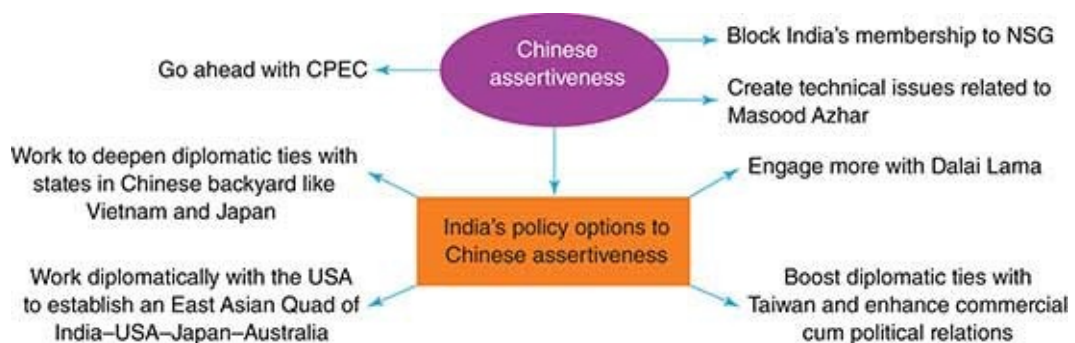 Chinese
assertiveness
Go ahead with CPEC
Block India's membership to NSG
Create technical issues related to
Masood Azhar
Work to deepen diplomatic ties with
states in Chinese backyard like
Vietnam and Japan
Engage more with Dalai Lama
India's policy options to
Chinese assertiveness
Work diplomatically with the USA
to establish an East Asian Quad of
India–USA–Japan–Australia
Boost diplomatic ties with
Taiwan and enhance commercial
cum political relations